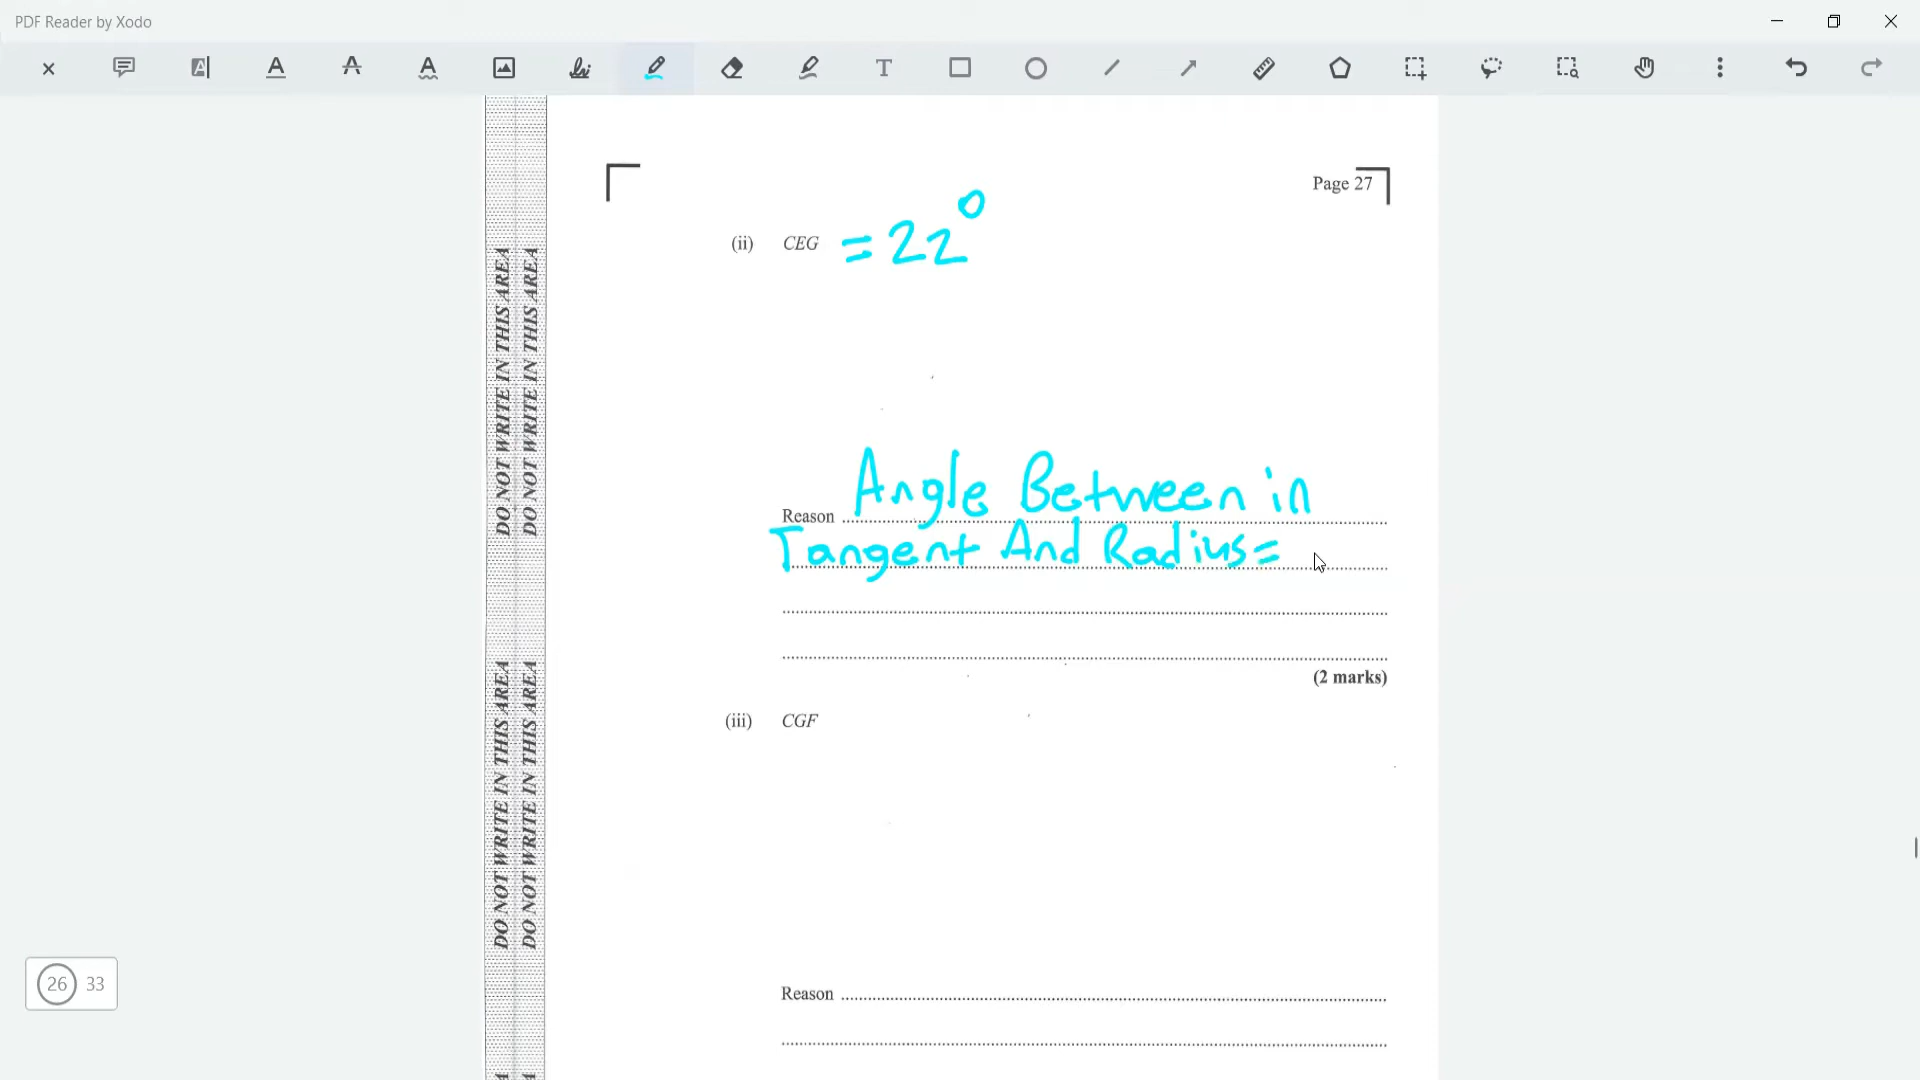 PDF Reader by Xodo
Page 27
(ii) CEG = 22°
Reason Angle Between in
Tangent And Radius =
(2 marks)
(iii) CGF
Reason
DO NOT WRITE IN THIS AREA
DO NOT WRITE IN THIS AREA
DO NOT WRITE IN THIS AREA
DO NOT WRITE IN THIS AREA
26 33